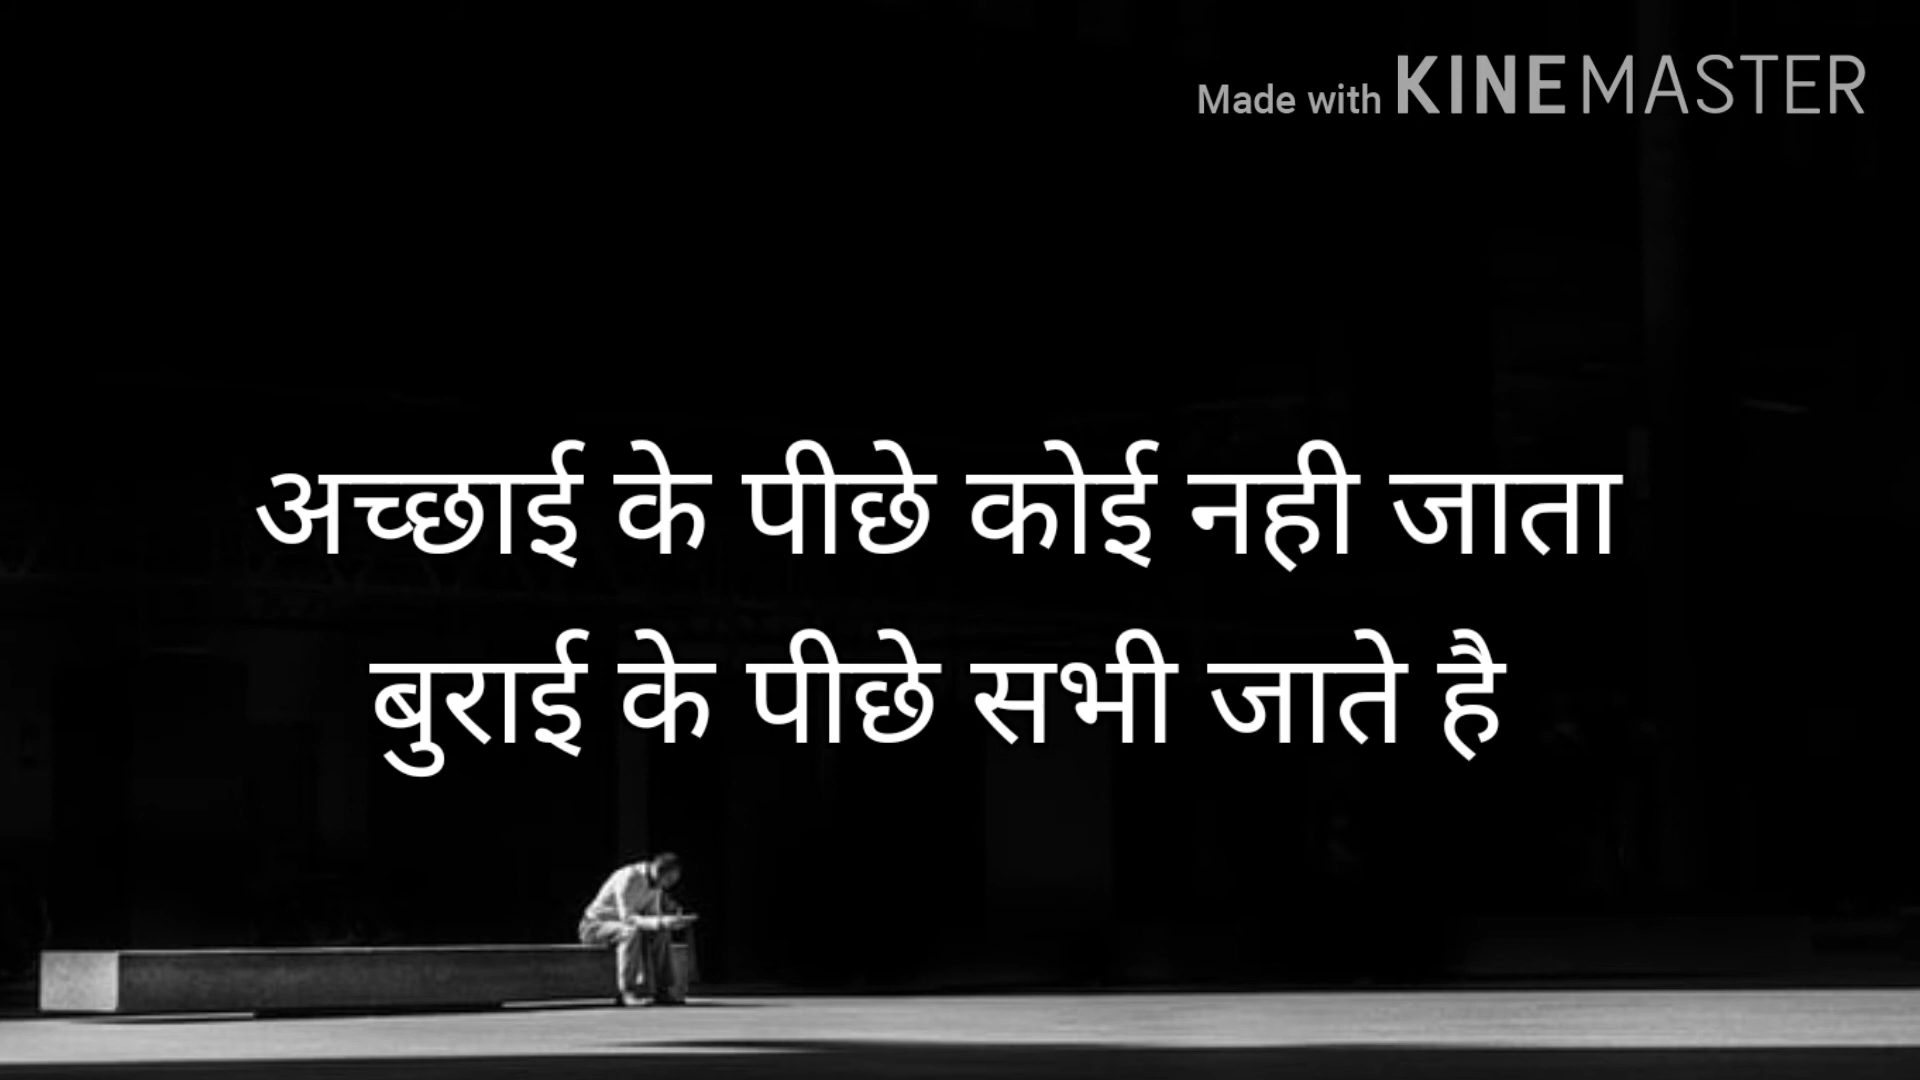 Made with KINEMASTER
अच्छाई के पीछे कोई नही जाता
बुराई के पीछे सभी जाते है